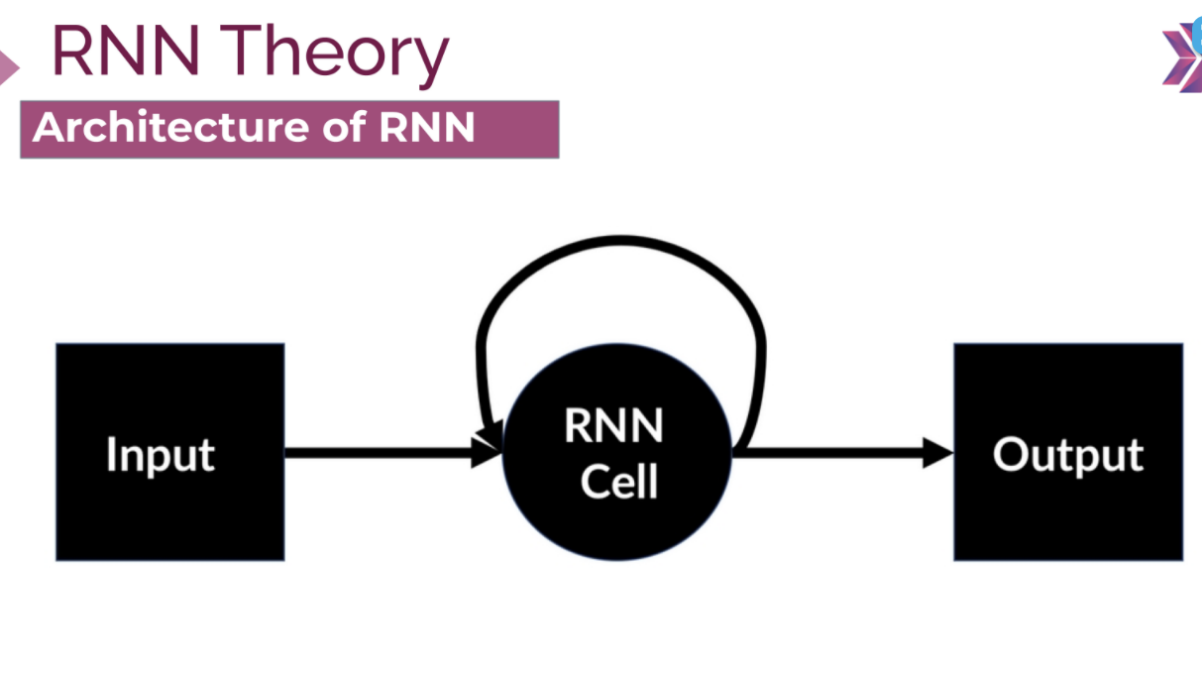 RNN Theory
Architecture of RNN
Input
RNN
Cell
Output